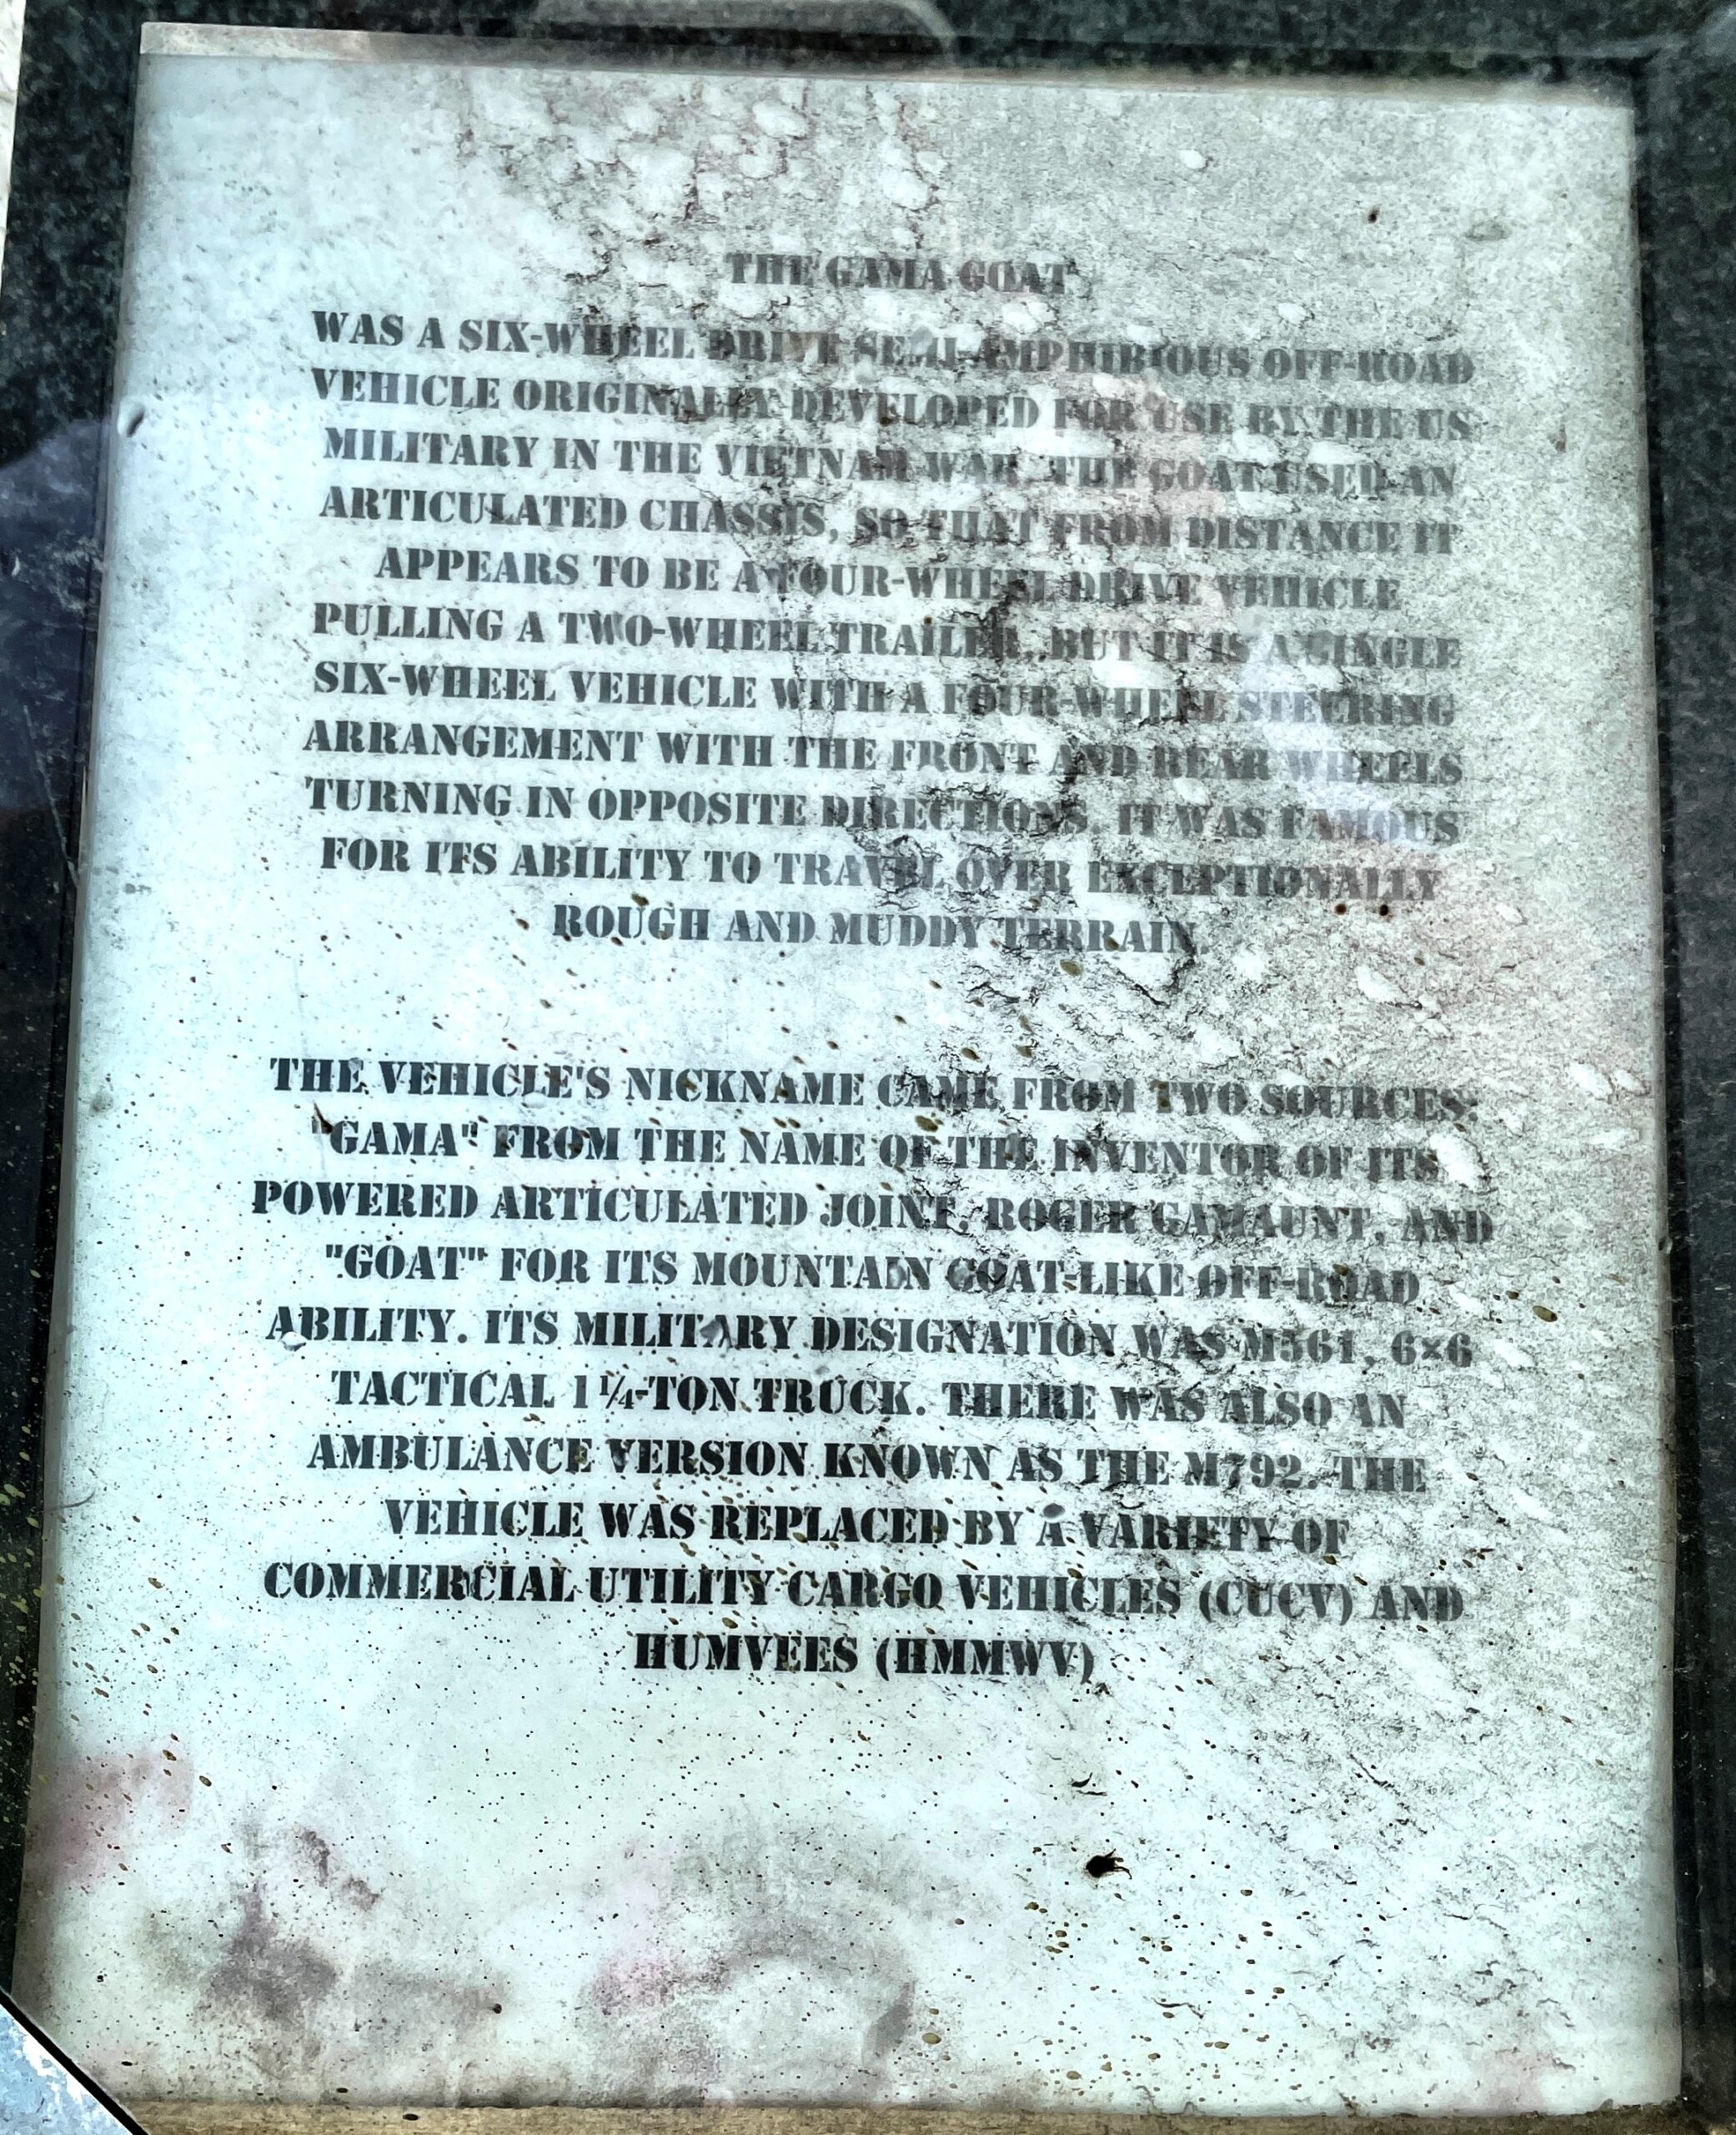 THE GAMA GOAT
WAS A SIX-WHEEL DRIVE SEMI-AMPHIBIOUS OFF-ROAD
VEHICLE ORIGINALLY DEVELOPED FOR USE BY THE US
MILITARY IN THE VIETNAM WAR. THE GOAT USED AN
ARTICULATED CHASSIS, SO THAT FROM DISTANCE IT
APPEARS TO BE A FOUR-WHEEL DRIVE VEHICLE
PULLING A TWO-WHEEL TRAILER, BUT IT IS A SINGLE
SIX-WHEEL VEHICLE WITH A FOUR-WHEEL STEERING
ARRANGEMENT WITH THE FRONT AND REAR WHEELS
TURNING IN OPPOSITE DIRECTIONS. IT WAS FAMOUS
FOR ITS ABILITY TO TRAVEL OVER EXCEPTIONALLY
ROUGH AND MUDDY TERRAIN.
THE VEHICLE'S NICKNAME CAME FROM TWO SOURCES:
"GAMA" FROM THE NAME OF THE INVENTOR OF ITS
POWERED ARTICULATED JOINT, ROGER GAMAUNT, AND
"GOAT" FOR ITS MOUNTAIN GOAT-LIKE OFF-ROAD
ABILITY. ITS MILITARY DESIGNATION WAS M561, 6×6
TACTICAL 1¼-TON TRUCK. THERE WAS ALSO AN
AMBULANCE VERSION KNOWN AS THE M792. THE
VEHICLE WAS REPLACED BY A VARIETY OF
COMMERCIAL UTILITY CARGO VEHICLES (CUCV) AND
HUMVEES (HMMWV)